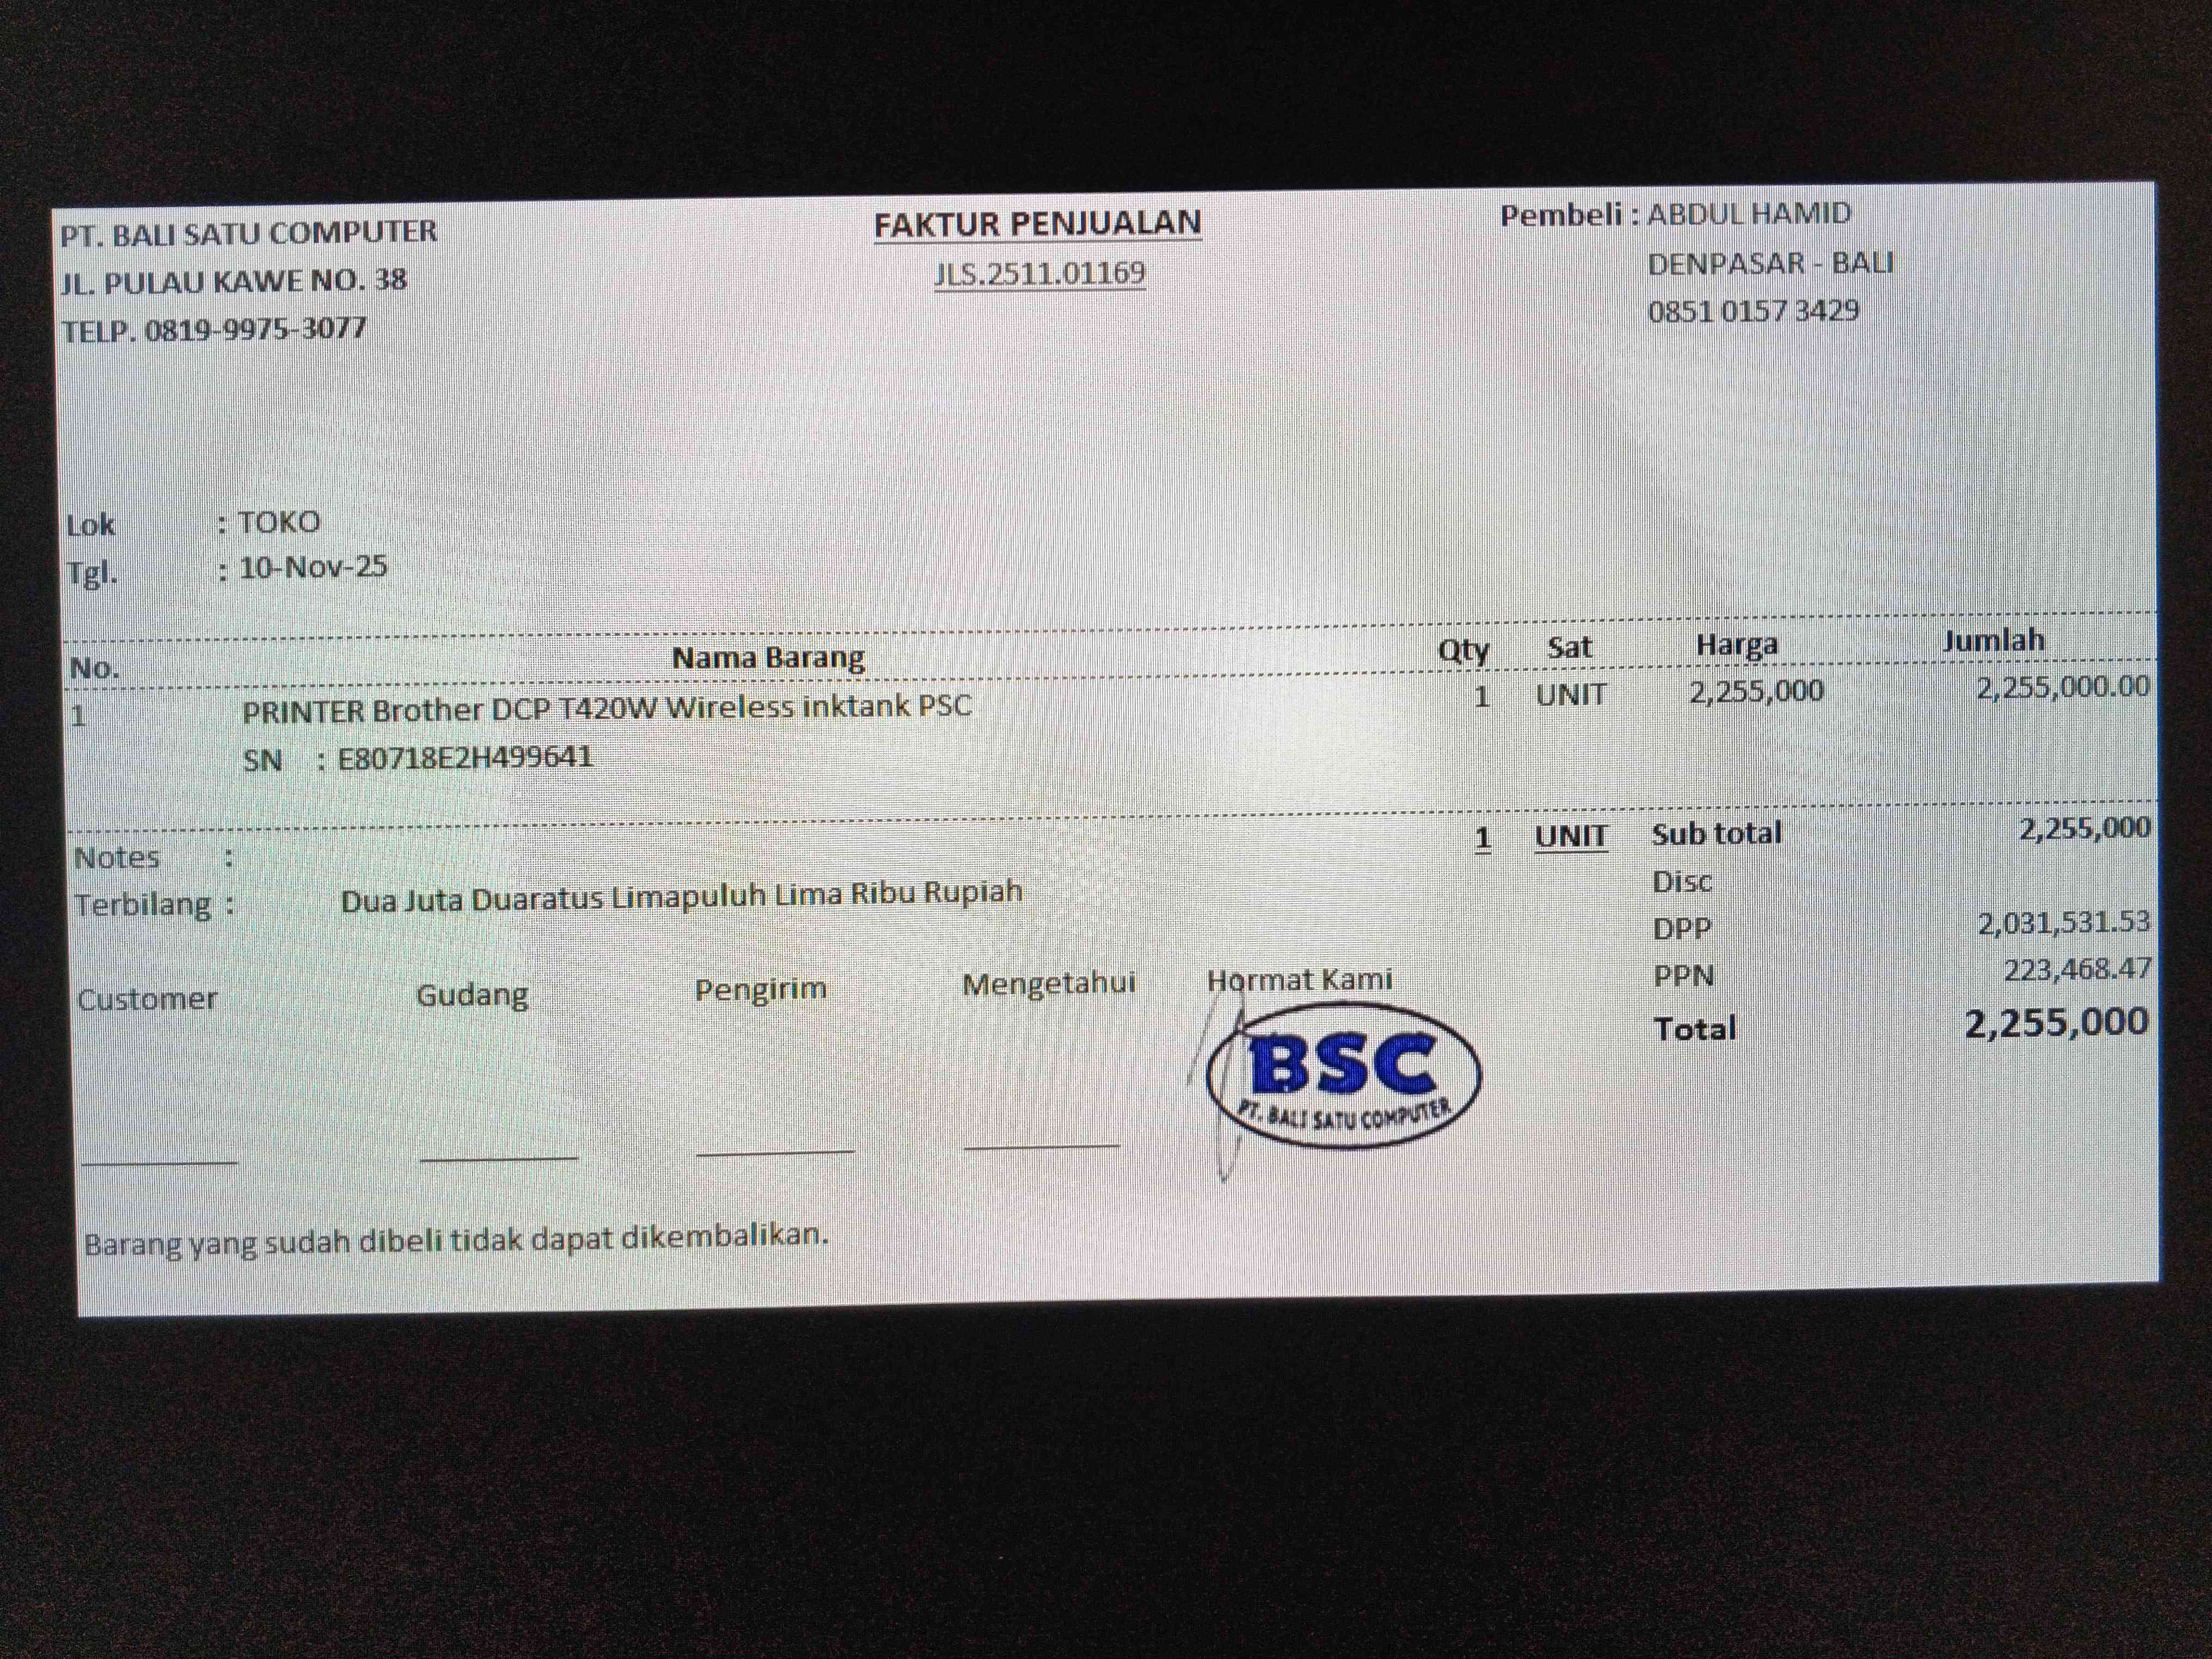 PT. BALI SATU COMPUTER
JL. PULAU KAWE NO. 38
TELP. 0819-9975-3077
FAKTUR PENJUALAN
JLS.2511.01169
Pembeli : ABDUL HAMID
DENPASAR - BALI
0851 0157 3429
Lok : TOKO
Tgl. : 10-Nov-25
No. Nama Barang Qty Sat Harga Jumlah
1 PRINTER Brother DCP T420W Wireless inktank PSC 1 UNIT 2,255,000 2,255,000.00
SN : E80718E2H499641
1 UNIT Sub total 2,255,000
Notes :
Disc
Terbilang : Dua Juta Duaratus Limapuluh Lima Ribu Rupiah
DPP 2,031,531.53
PPN 223,468.47
Total 2,255,000
Customer Gudang Pengirim Mengetahui Hormat Kami
BSC
PT. BALI SATU COMPUTER
Barang yang sudah dibeli tidak dapat dikembalikan.